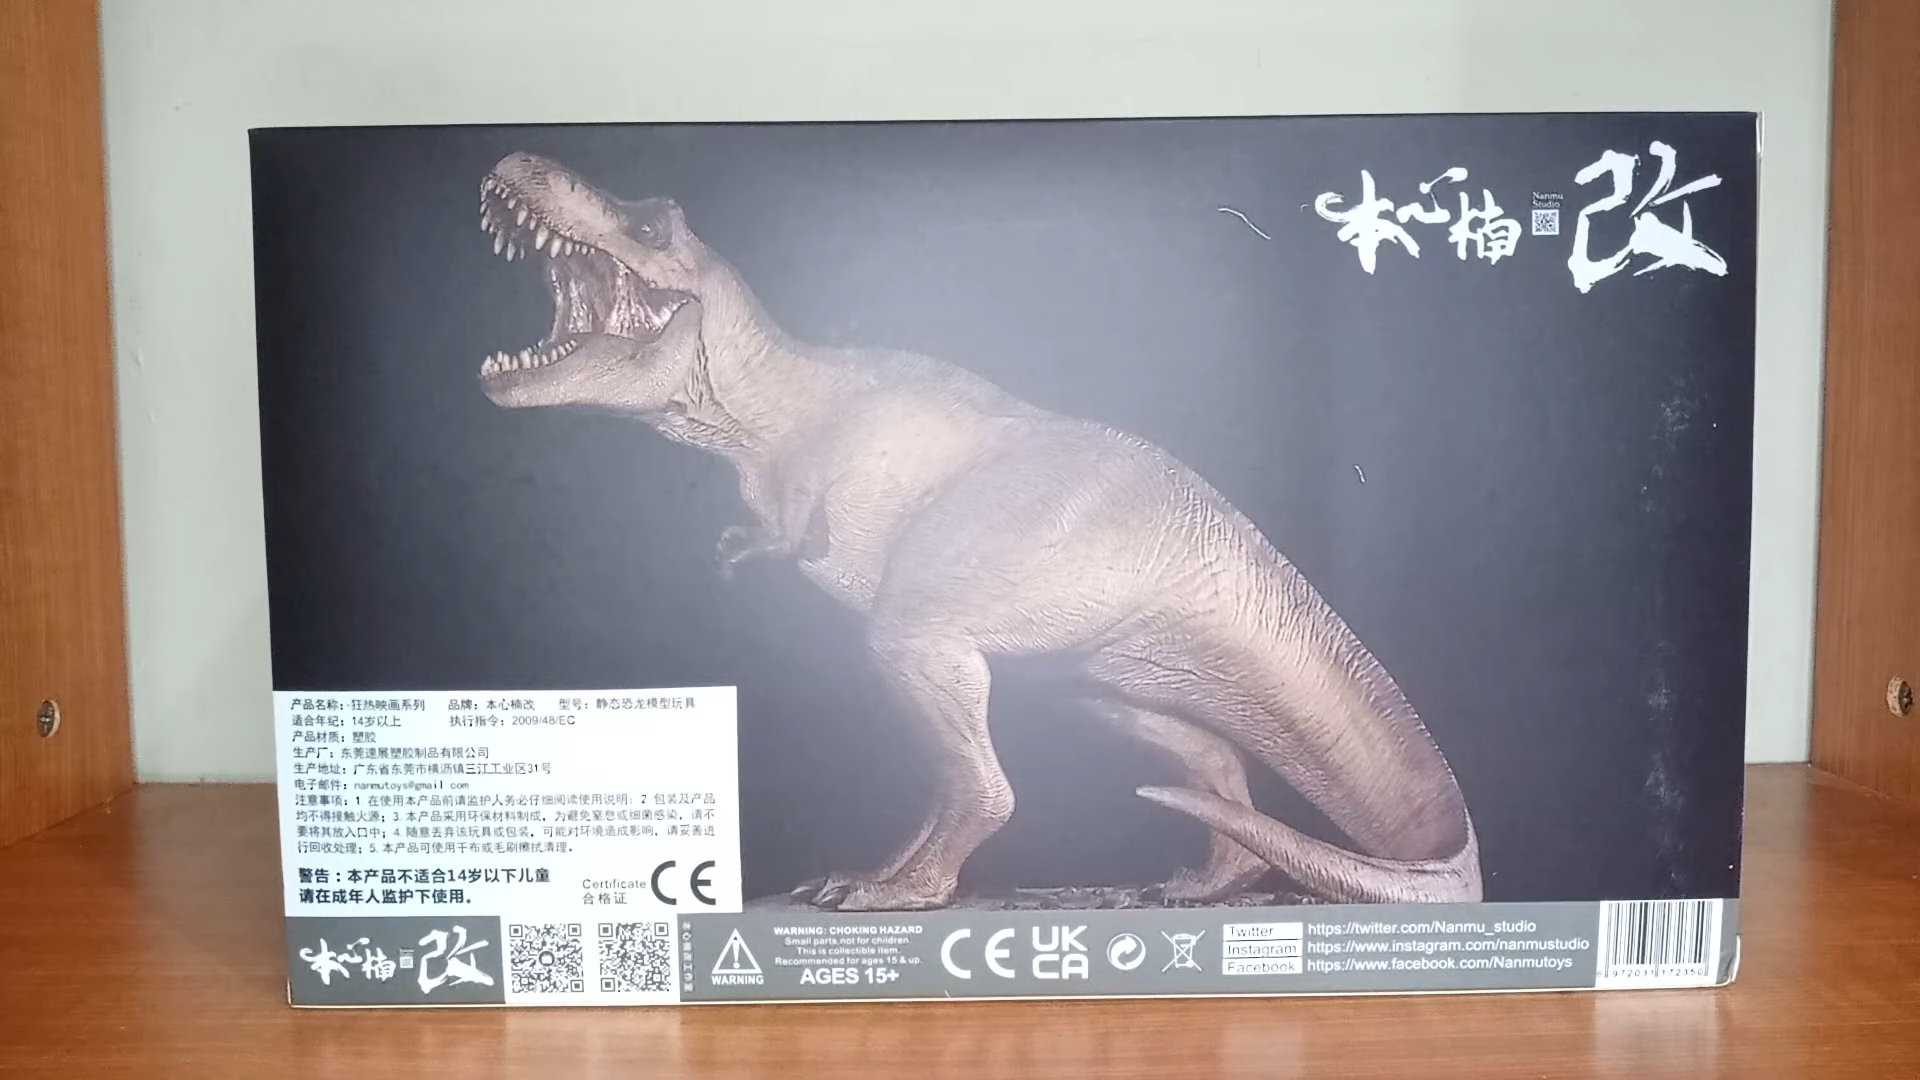 本心楠
Nanmu
Studio
改
产品名称：狂热映画系列 品牌：本心楠改 型号：静态恐龙模型玩具
适合年纪：14岁以上 执行指令：2009/48/EC
产品材质：塑胶
生产厂：东莞速展塑胶制品有限公司
生产地址：广东省东莞市横沥镇三江工业区31号
电子邮件：nanmutoys@gmail com
注意事项：1 在使用本产品前请监护人务必仔细阅读使用说明；2 包装及产品
均不得接触火源；3. 本产品采用环保材料制成，为避免窒息或细菌感染，请不
要将其放入口中；4. 随意丢弃该玩具或包装，可能对环境造成影响，请妥善进
行回收处理；5. 本产品可使用干布或毛刷擦拭清理。
警告：本产品不适合14岁以下儿童
请在成年人监护下使用。
Certificate
合格证
CE
本心楠
改
WARNING
WARNING: CHOKING HAZARD
Small parts.not for children.
This is collectible item.
Recommended for ages 15 & up.
AGES 15+
CE
UK
CA
Twitter https://twitter.com/Nanmu_studio
Instagram https://www.instagram.com/nanmustudio
Facebook https://www.facebook.com/Nanmutoys
972031 172350